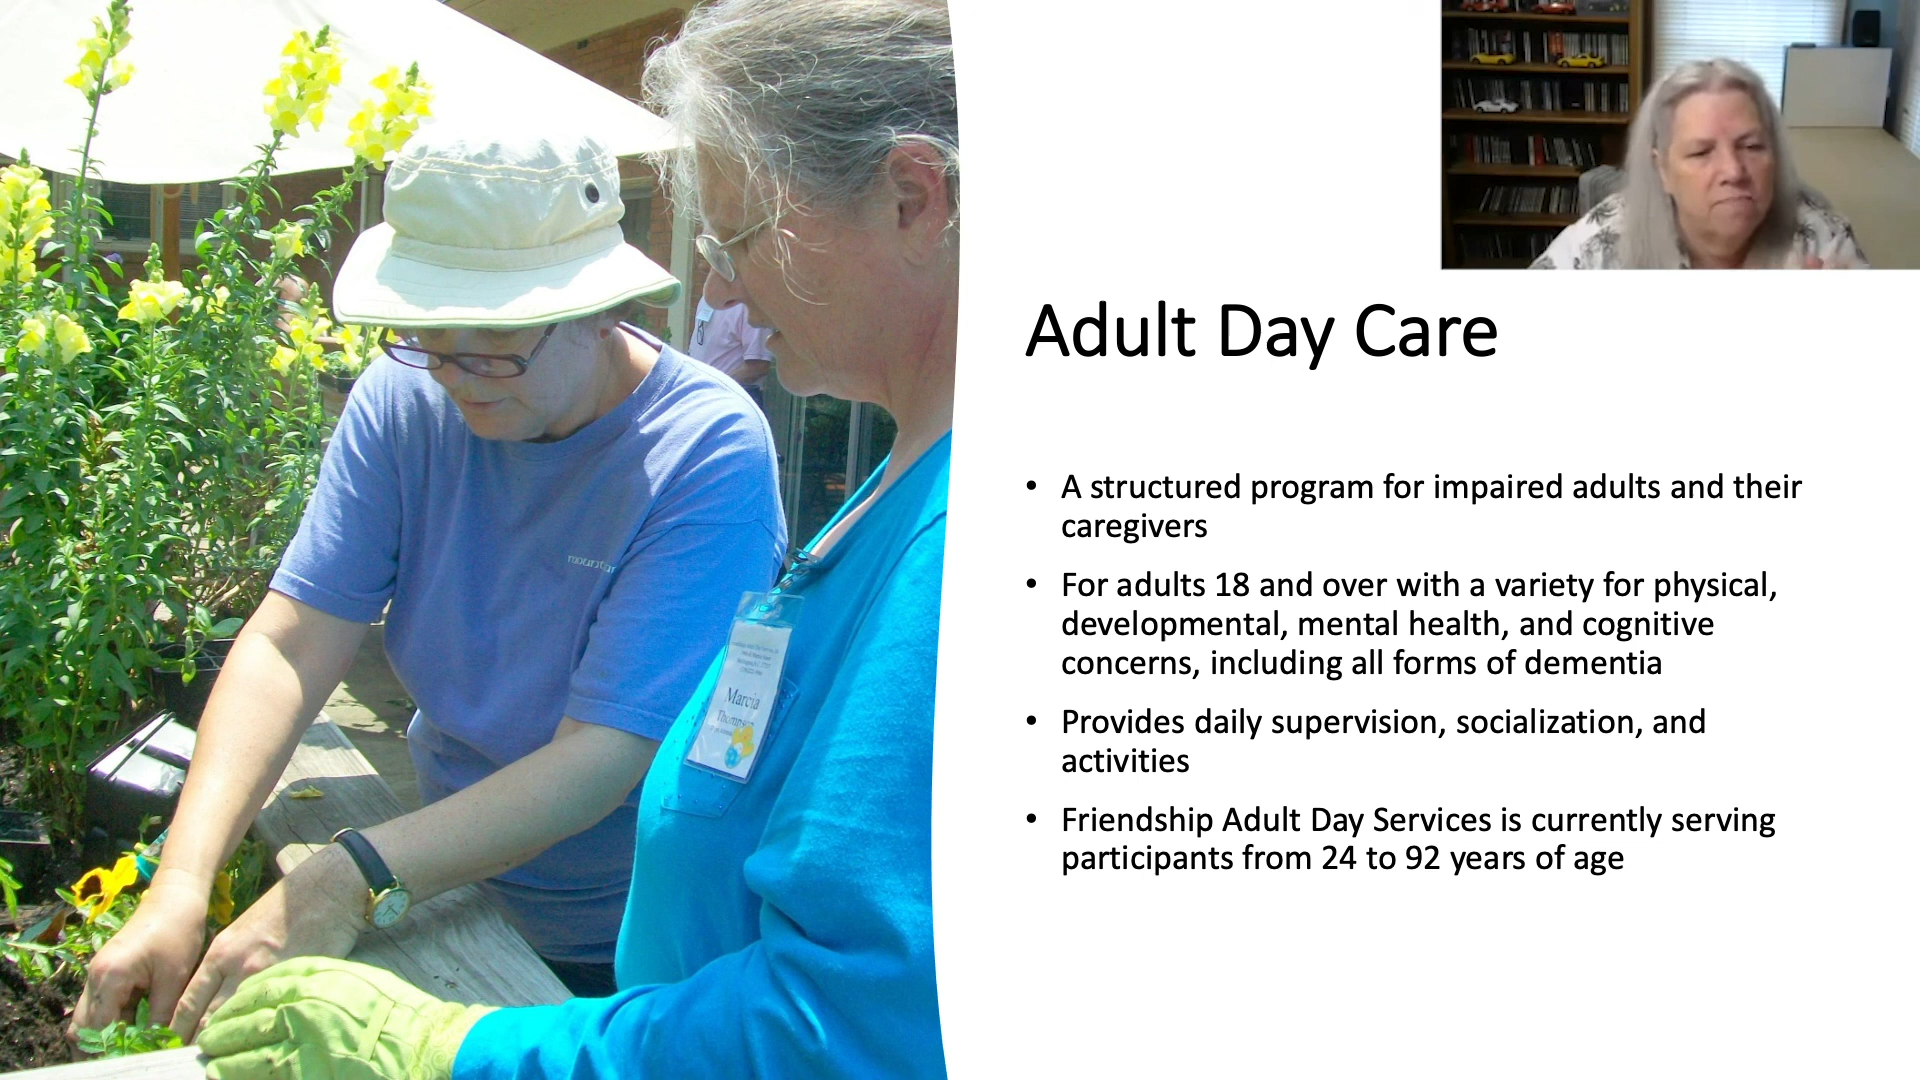 Adult Day Care
• A structured program for impaired adults and their
caregivers
• For adults 18 and over with a variety for physical,
developmental, mental health, and cognitive
concerns, including all forms of dementia
• Provides daily supervision, socialization, and
activities
• Friendship Adult Day Services is currently serving
participants from 24 to 92 years of age
Marcia